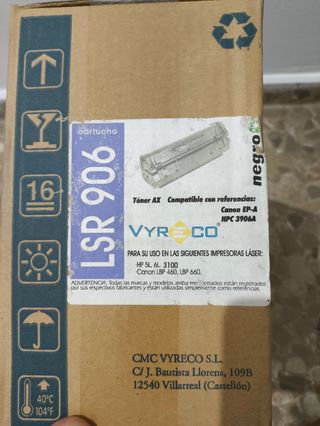 cartucho
LSR 906
negro
Tóner AX Compatible con referencias:
Canon EP-A
HPC 3906A
VYRECO
PARA SU USO EN LAS SIGUIENTES IMPRESORAS LÁSER:
-HP 5L, 6L, 3100
-Canon LBP 460, LBP 660.
ADVERTENCIA: Todas las marcas y modelos arriba mencionados están registrados
por sus respectivos fabricantes y están utilizados simplemente como referencias.
16
40°C
104°F
CMC VYRECO S.L.
C/ J. Bautista Llorens, 109B
12540 Villarreal (Castellón)